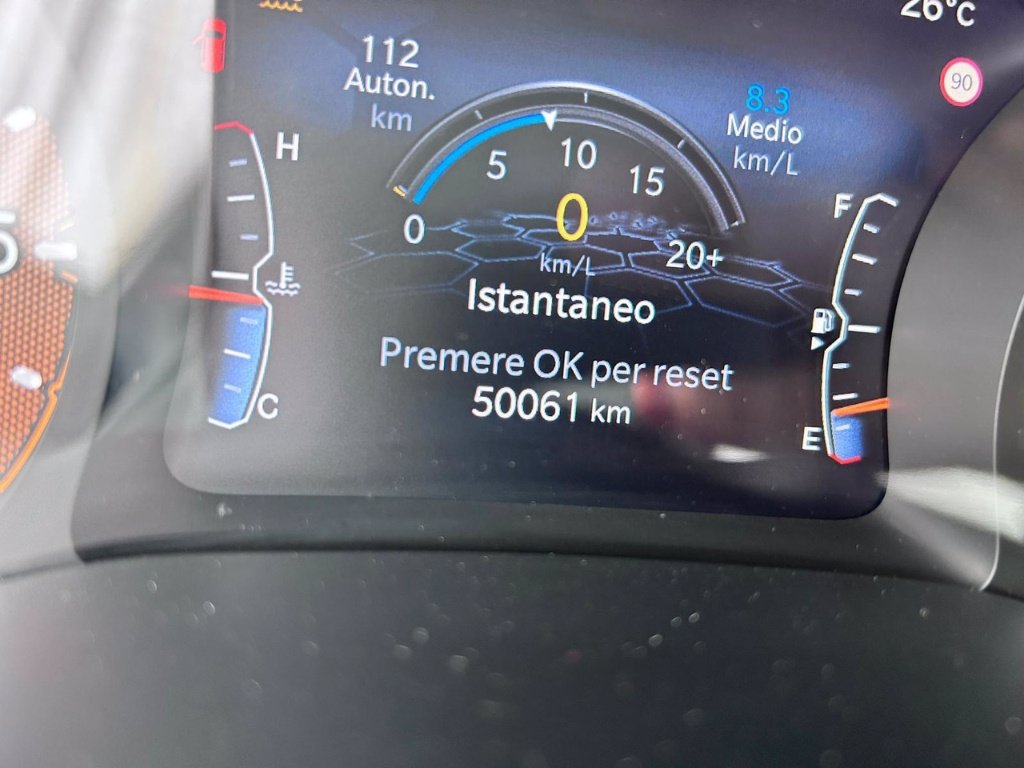 26°C
112
Auton.
km
90
8.3
Medio
km/L
H
5
10
15
0
0
20+
km/L
F
Istantaneo
Premere OK per reset
50061 km
C
E
5